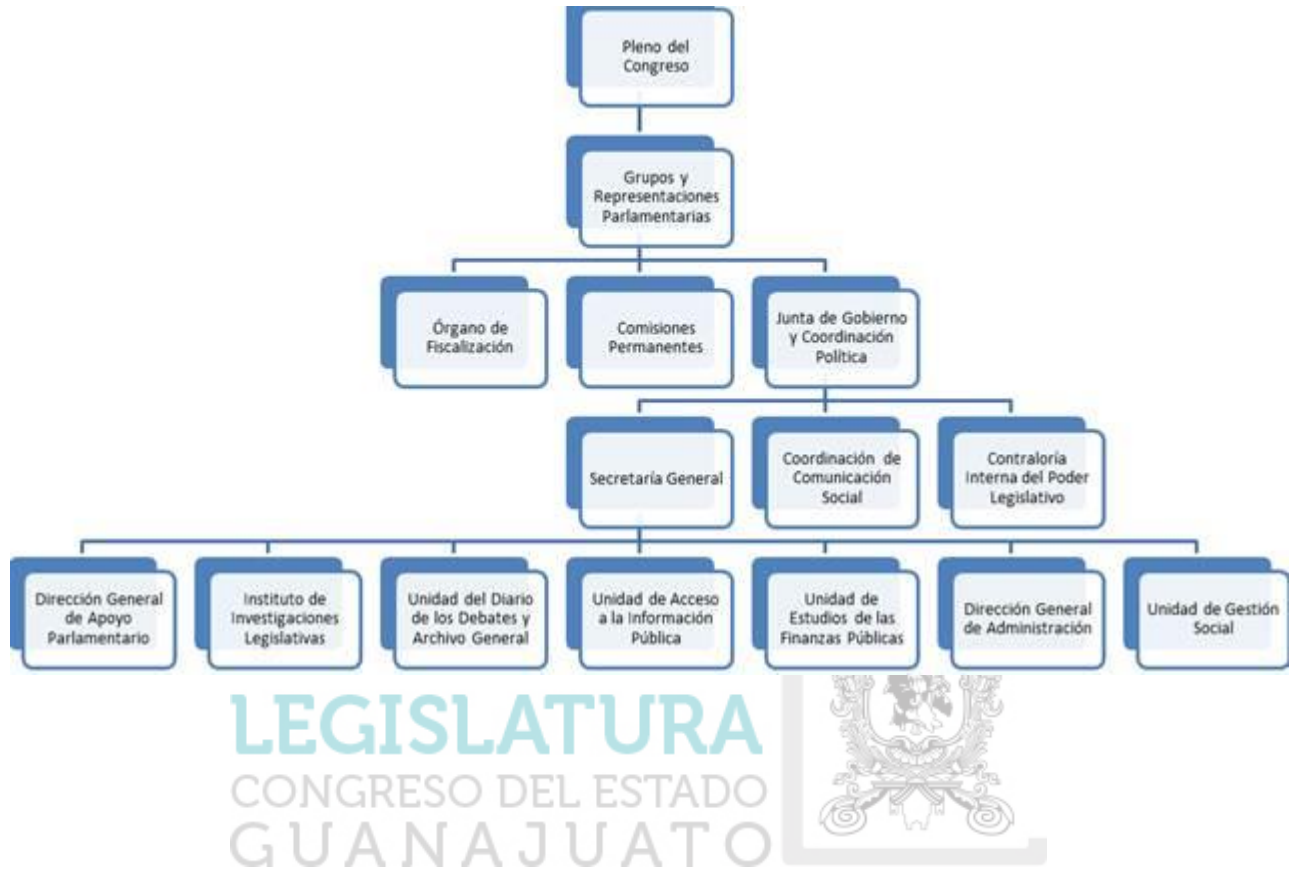 Pleno del
Congreso
Grupos y
Representaciones
Parlamentarias
Órgano de
Fiscalización
Comisiones
Permanentes
Junta de Gobierno
y Coordinación
Política
Secretaría General
Coordinación de
Comunicación
Social
Contraloría
Interna del Poder
Legislativo
Dirección General
de Apoyo
Parlamentario
Instituto de
Investigaciones
Legislativas
Unidad del Diario
de los Debates y
Archivo General
Unidad de Acceso
a la Información
Pública
Unidad de
Estudios de las
Finanzas Públicas
Dirección General
de Administración
Unidad de Gestión
Social
LEGISLATURA
CONGRESO DEL ESTADO
GUANAJUATO